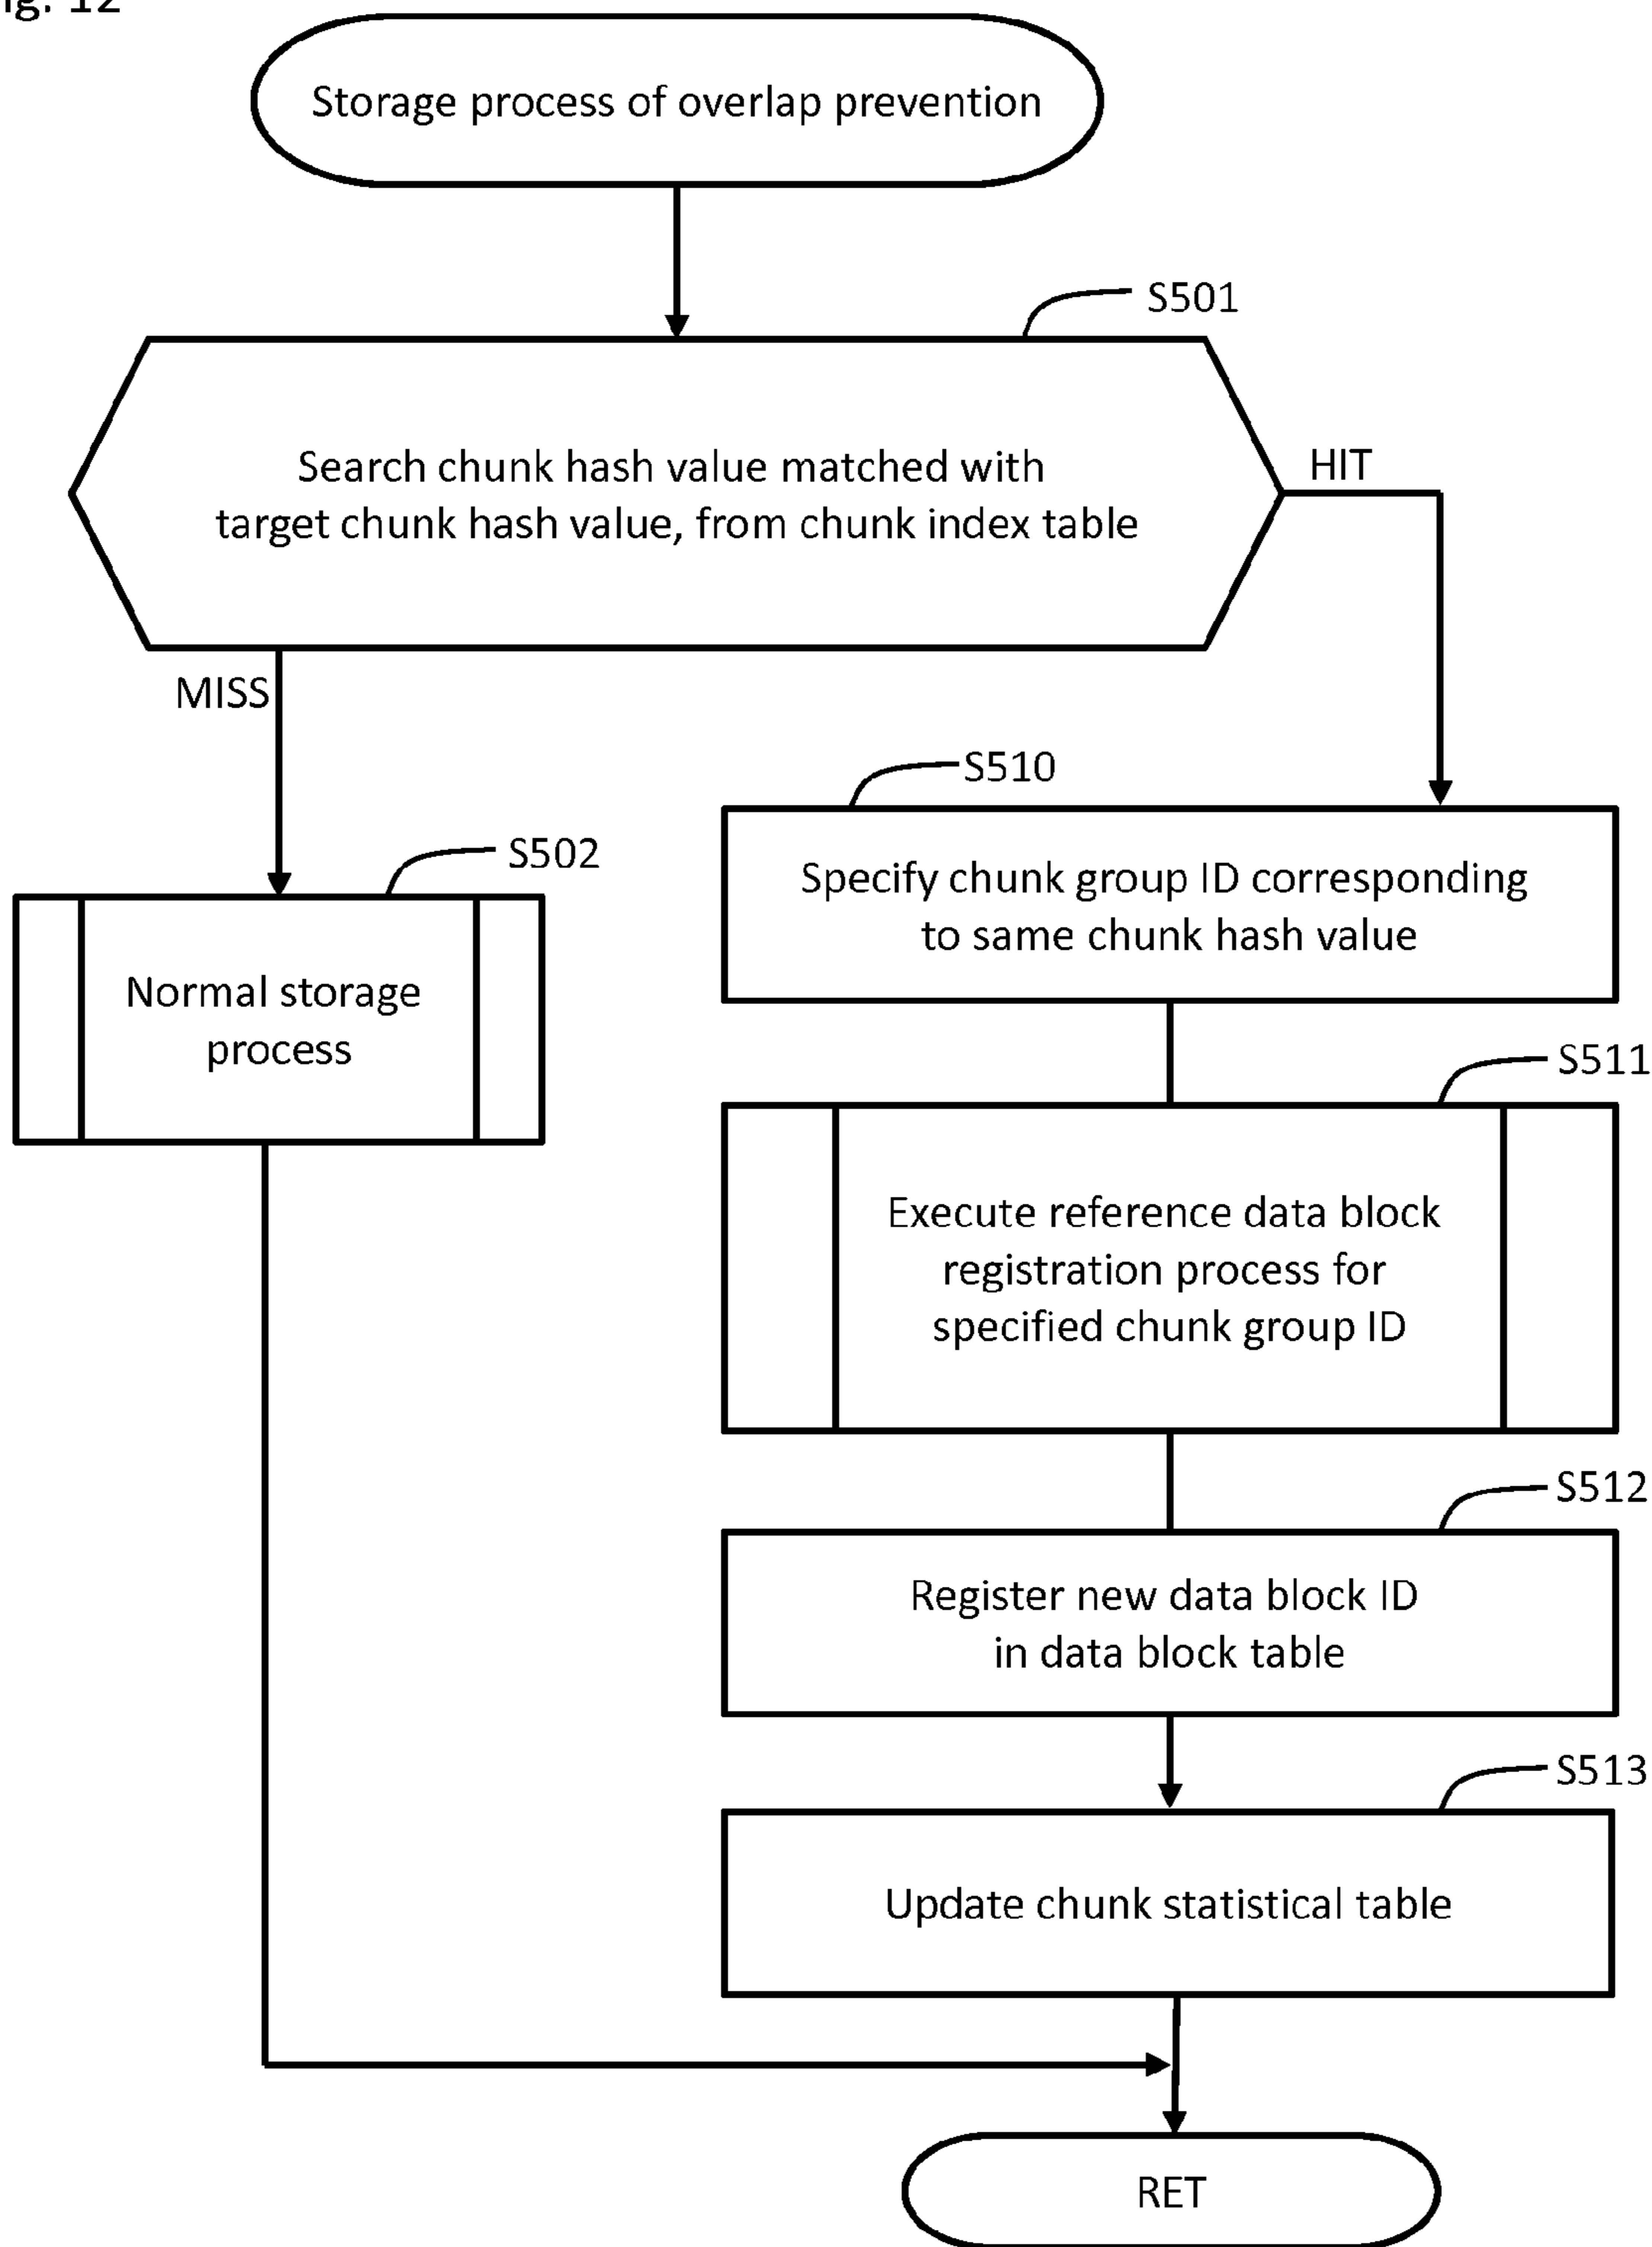 ig. 12
Storage process of overlap prevention
S501
Search chunk hash value matched with
target chunk hash value, from chunk index table
HIT
MISS
S510
S502
Specify chunk group ID corresponding
to same chunk hash value
Normal storage
process
S511
Execute reference data block
registration process for
specified chunk group ID
S512
Register new data block ID
in data block table
S513
Update chunk statistical table
RET